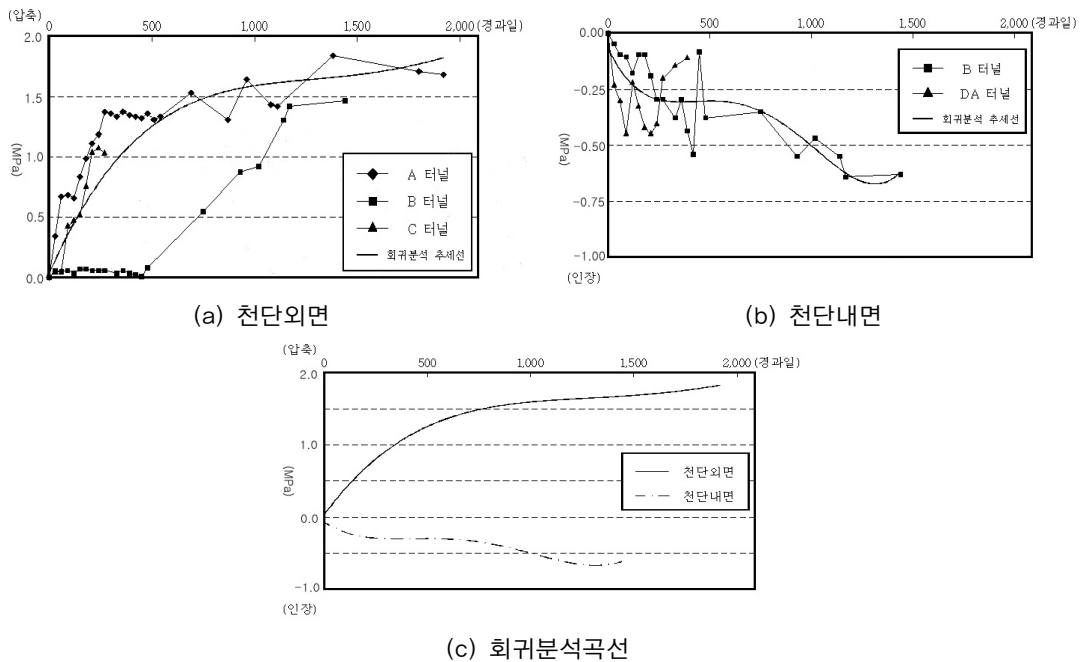 (압축)
0 500 1,000 1,500 2,000 (경과일)
2.0
1.5
1.0
0.5
0.0
(MPa)
A 터널
B 터널
C 터널
회귀분석 추세선
(a) 천단외면
(압축)
0 500 1,000 1,500 2,000 (경과일)
0.00
-0.25
-0.50
-0.75
-1.00
(MPa)
(인장)
B 터널
DA 터널
회귀분석 추세선
(b) 천단내면
(압축)
0 500 1,000 1,500 2,000 (경과일)
2.0
1.0
0.0
-1.0
(MPa)
(인장)
천단외면
천단내면
(c) 회귀분석곡선